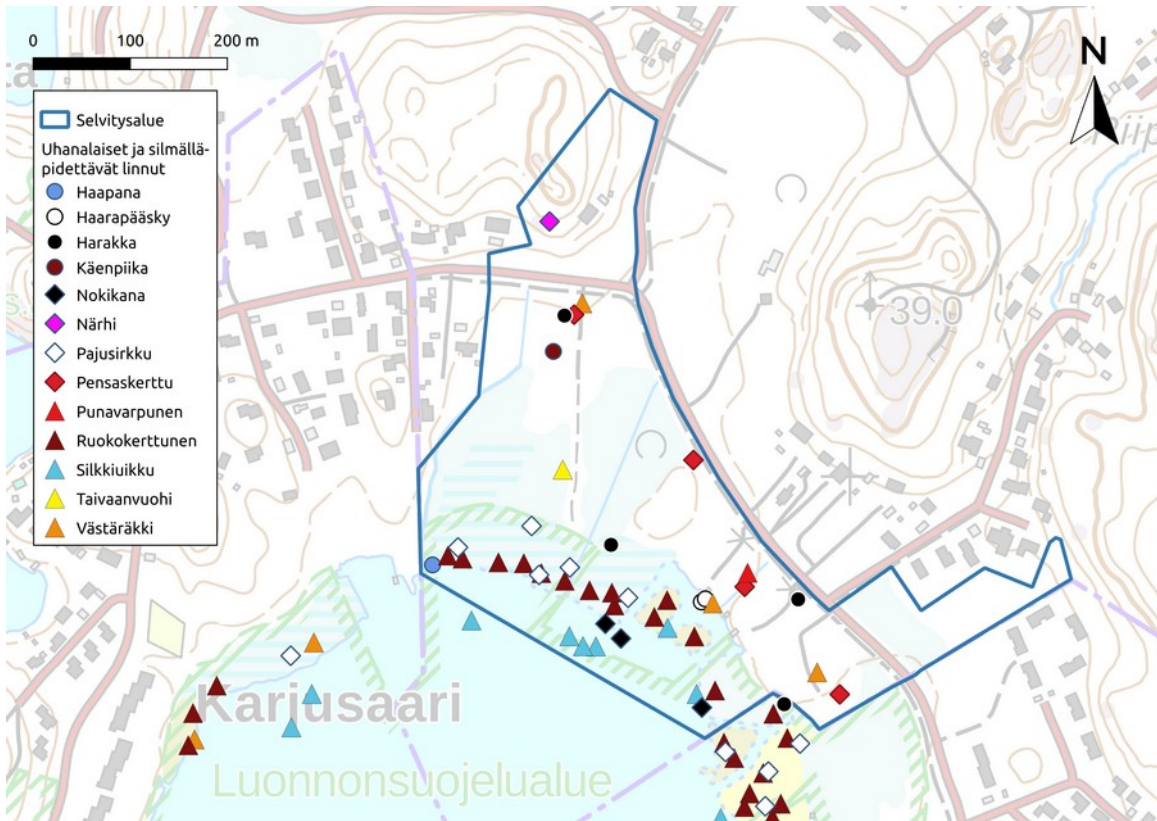 0 100 200 m
N
Selvitysalue
Uhanalaiset ja silmällä-
pidettävät linnut
Haapana
Haarapääsky
Harakka
Käenpiika
Nokikana
Närhi
Pajusirkku
Pensaskerttu
Punavarpunen
Ruokokerttunen
Silkkiuikku
Taivaanvuohi
Västäräkki
39.0
Karjusaari
Luonnonsuojelualue